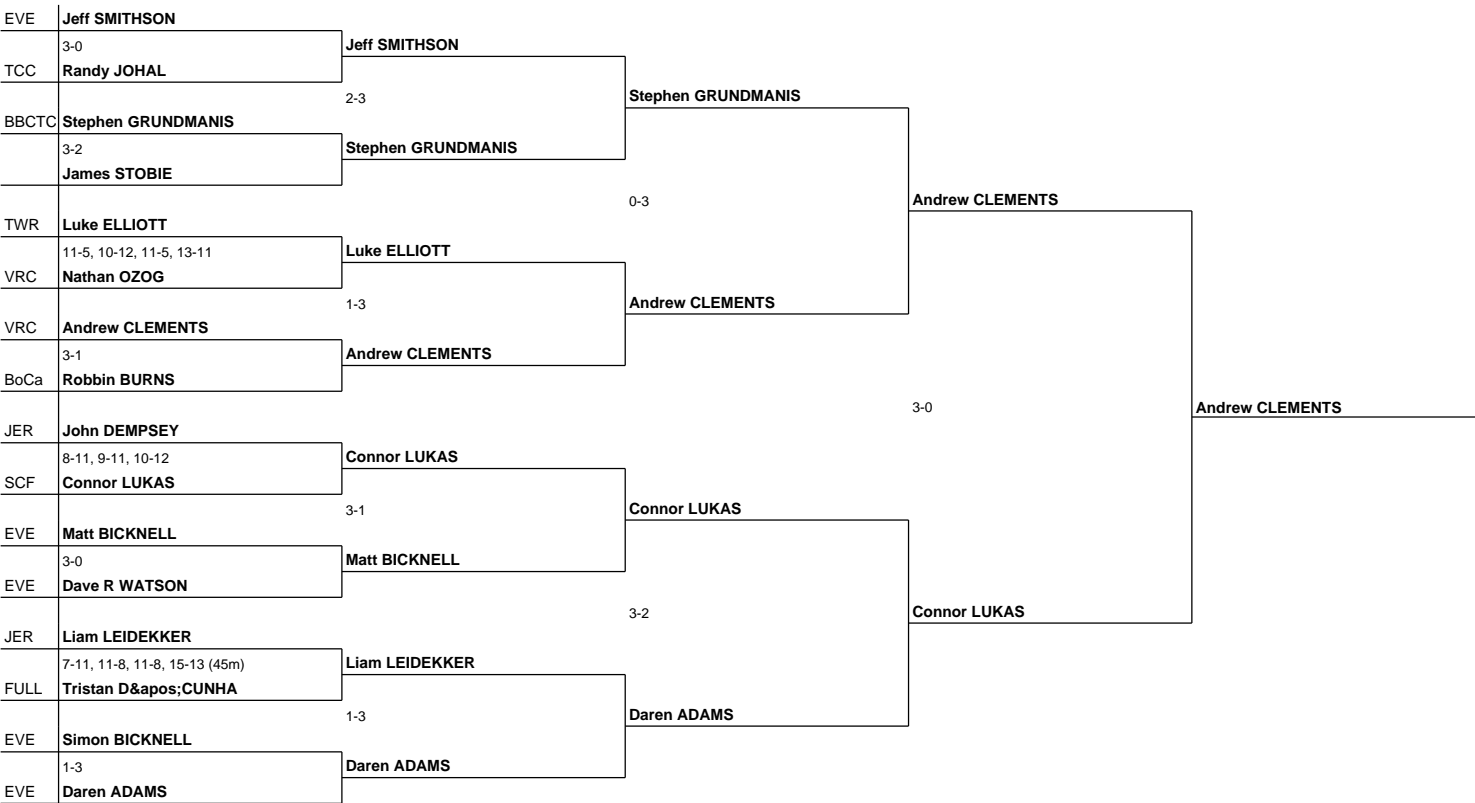 EVE Jeff SMITHSON
3-0 Jeff SMITHSON
TCC Randy JOHAL
2-3 Stephen GRUNDMANIS
BBCTC Stephen GRUNDMANIS
3-2 Stephen GRUNDMANIS
James STOBIE
0-3 Andrew CLEMENTS
TWR Luke ELLIOTT
11-5, 10-12, 11-5, 13-11 Luke ELLIOTT
VRC Nathan OZOG
1-3 Andrew CLEMENTS
VRC Andrew CLEMENTS
3-1 Andrew CLEMENTS
BoCa Robbin BURNS
3-0 Andrew CLEMENTS
JER John DEMPSEY
8-11, 9-11, 10-12 Connor LUKAS
SCF Connor LUKAS
3-1 Connor LUKAS
EVE Matt BICKNELL
3-0 Matt BICKNELL
EVE Dave R WATSON
3-2 Connor LUKAS
JER Liam LEIDEKKER
7-11, 11-8, 11-8, 15-13 (45m) Liam LEIDEKKER
FULL Tristan D&apos;CUNHA
1-3 Daren ADAMS
EVE Simon BICKNELL
1-3 Daren ADAMS
EVE Daren ADAMS